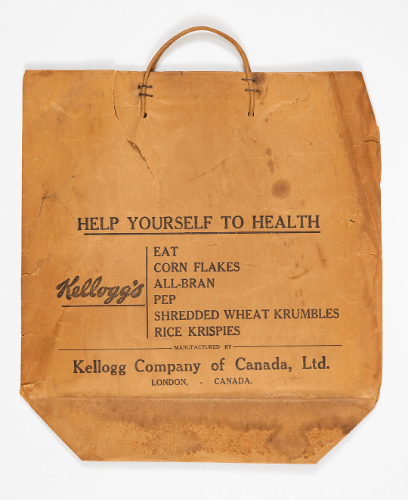 HELP YOURSELF TO HEALTH
Kellogg's
EAT
CORN FLAKES
ALL-BRAN
PEP
SHREDDED WHEAT KRUMBLES
RICE KRISPIES
MANUFACTURED BY
Kellogg Company of Canada, Ltd.
LONDON, - CANADA.